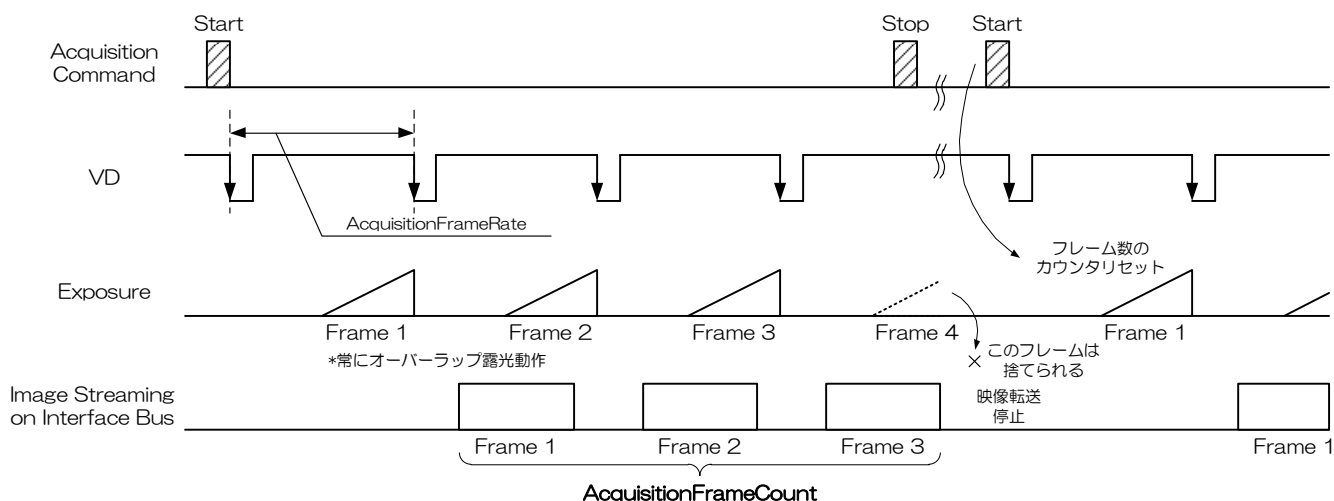 Start
Stop
Start
Acquisition
Command
VD
AcquisitionFrameRate
フレーム数の
カウンタリセット
Exposure
Frame 1
Frame 2
Frame 3
Frame 4
Frame 1
*常にオーバーラップ露光動作
× このフレームは
捨てられる
Image Streaming
on Interface Bus
映像転送
停止
Frame 1
Frame 2
Frame 3
Frame 1
AcquisitionFrameCount